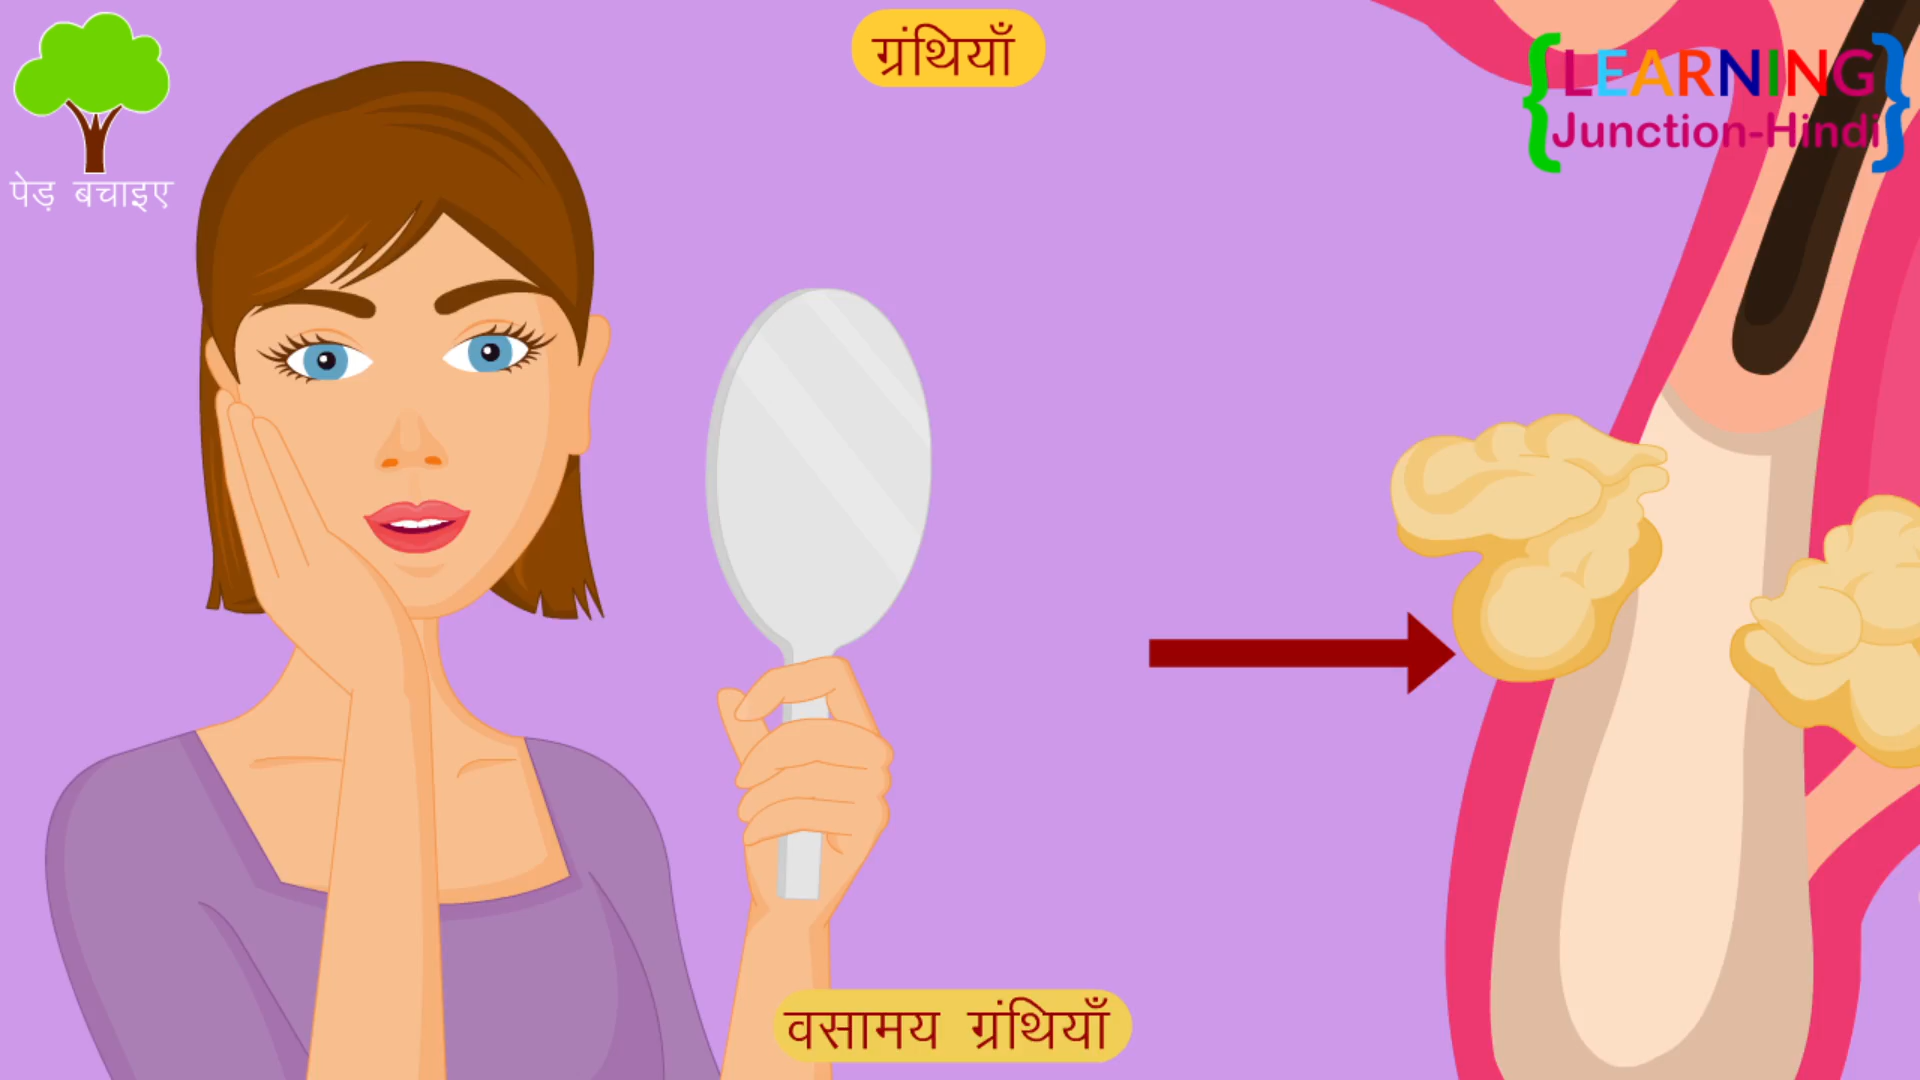 ग्रंथियाँ
{LEARNING
Junction-Hindi}
पेड़ बचाइए
वसामय ग्रंथियाँ